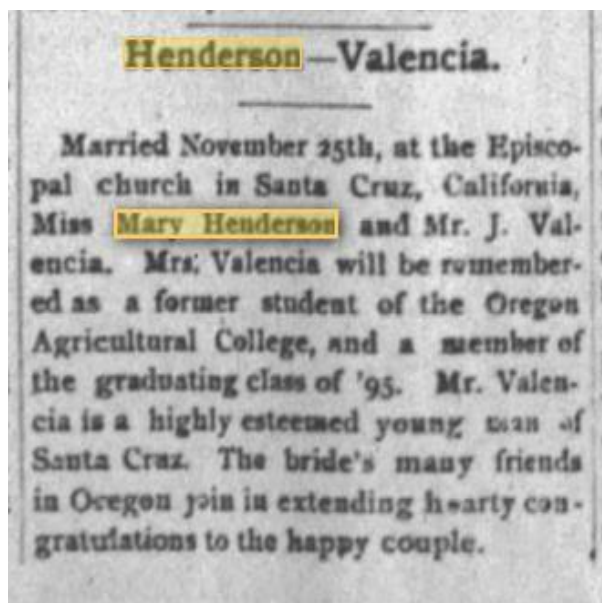 Henderson—Valencia.
Married November 25th, at the Episco-
pal church in Santa Cruz, California,
Miss Mary Henderson and Mr. J. Val-
encia. Mrs. Valencia will be remember-
ed as a former student of the Oregon
Agricultural College, and a member of
the graduating class of '95. Mr. Valen-
cia is a highly esteemed young man of
Santa Cruz. The bride's many friends
in Oregon join in extending hearty con-
gratulations to the happy couple.